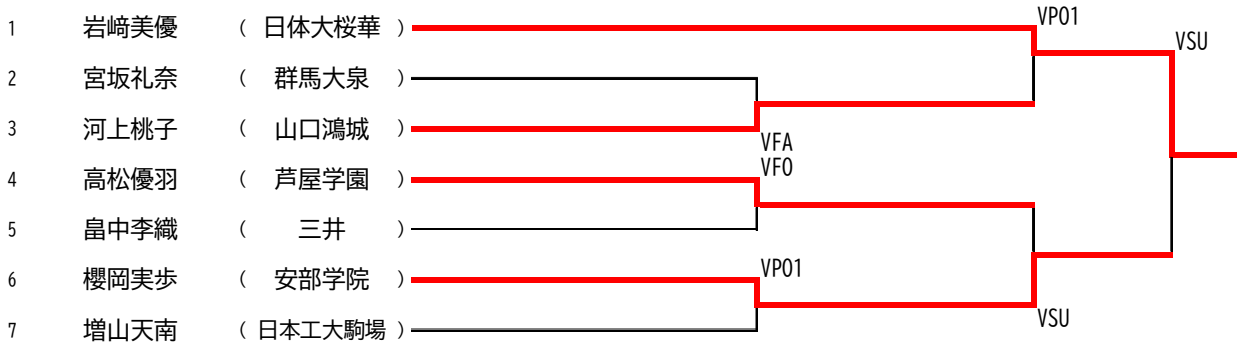 VPO1
1 岩﨑美優 ( 日体大桜華 )
VSU
2 宮坂礼奈 ( 群馬大泉 )
3 河上桃子 ( 山口鴻城 )
VFA
VFO
4 高松優羽 ( 芦屋学園 )
5 畠中李織 ( 三井 )
VPO1
6 櫻岡実歩 ( 安部学院 )
VSU
7 増山天南 ( 日本工大駒場 )